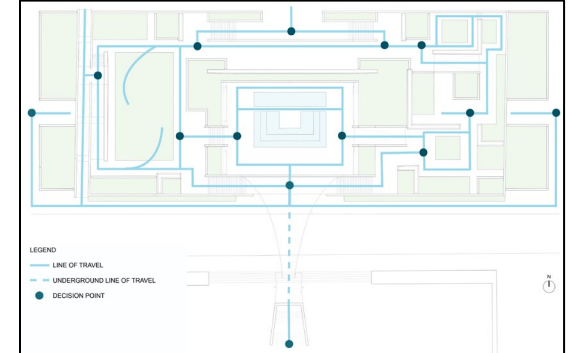 LEGEND
LINE OF TRAVEL
UNDERGROUND LINE OF TRAVEL
DECISION POINT
N